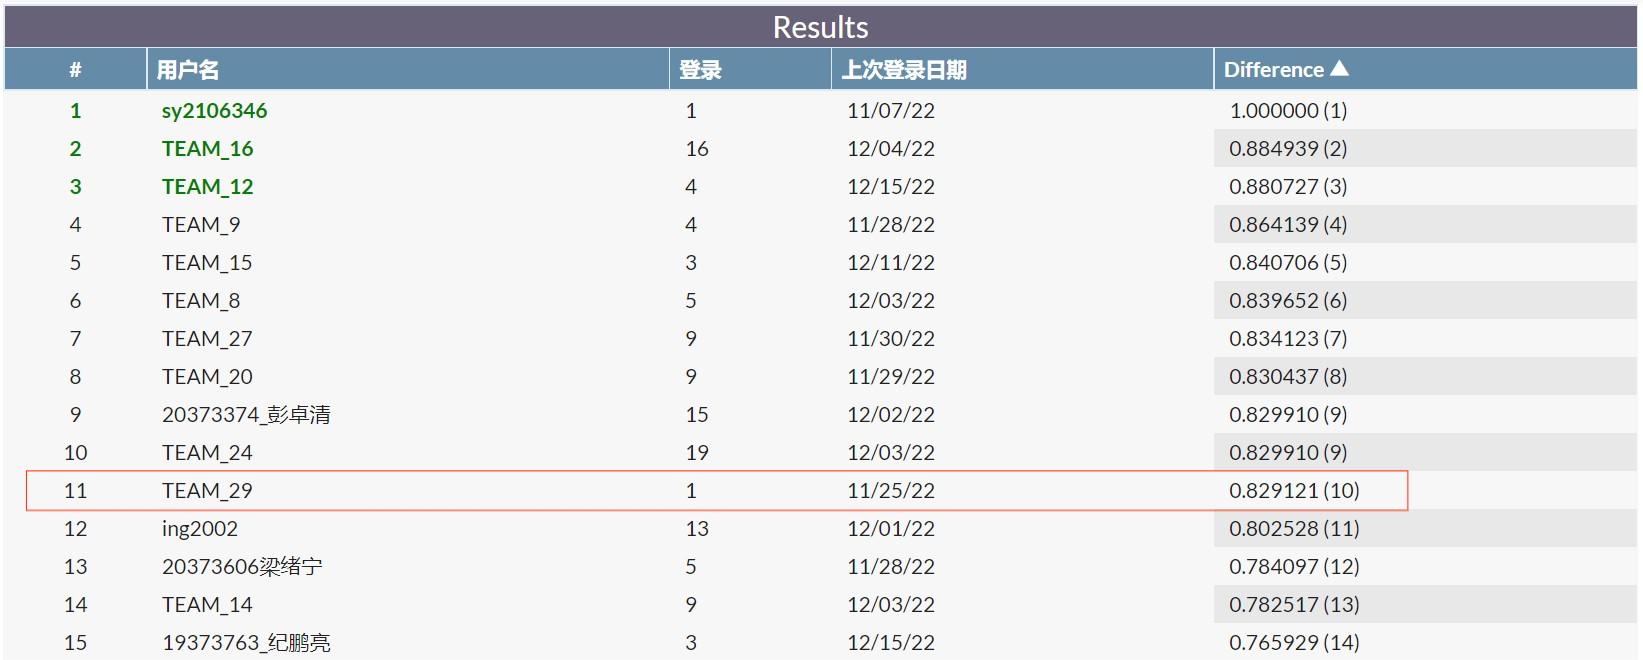 Results
# 用户名 登录 上次登录日期 Difference ▲
1 sy2106346 1 11/07/22 1.000000 (1)
2 TEAM_16 16 12/04/22 0.884939 (2)
3 TEAM_12 4 12/15/22 0.880727 (3)
4 TEAM_9 4 11/28/22 0.864139 (4)
5 TEAM_15 3 12/11/22 0.840706 (5)
6 TEAM_8 5 12/03/22 0.839652 (6)
7 TEAM_27 9 11/30/22 0.834123 (7)
8 TEAM_20 9 11/29/22 0.830437 (8)
9 20373374_彭卓清 15 12/02/22 0.829910 (9)
10 TEAM_24 19 12/03/22 0.829910 (9)
11 TEAM_29 1 11/25/22 0.829121 (10)
12 ing2002 13 12/01/22 0.802528 (11)
13 20373606梁绪宁 5 11/28/22 0.784097 (12)
14 TEAM_14 9 12/03/22 0.782517 (13)
15 19373763_纪鹏亮 3 12/15/22 0.765929 (14)